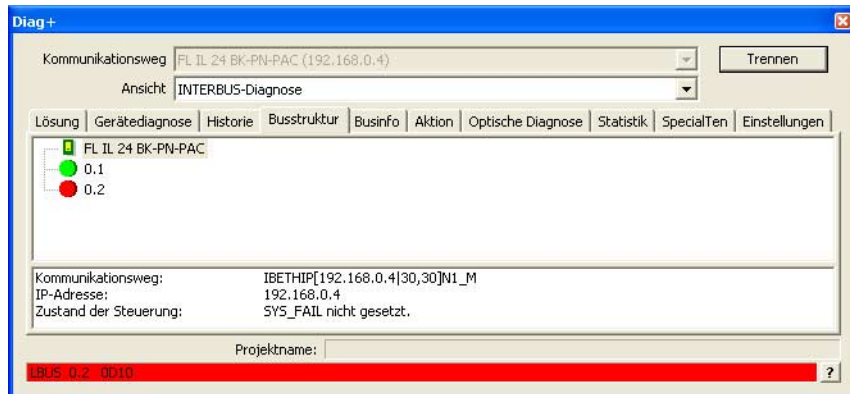 Diag+
Kommunikationsweg FL IL 24 BK-PN-PAC (192.168.0.4) Trennen
Ansicht INTERBUS-Diagnose
Lösung Gerätediagnose Historie Busstruktur Businfo Aktion Optische Diagnose Statistik SpecialTen Einstellungen
FL IL 24 BK-PN-PAC
0.1
0.2
Kommunikationsweg: IBETHIP[192.168.0.4|30,30]N1_M
IP-Adresse: 192.168.0.4
Zustand der Steuerung: SYS_FAIL nicht gesetzt.
Projektname:
LBUS 0.2 0D10 ?